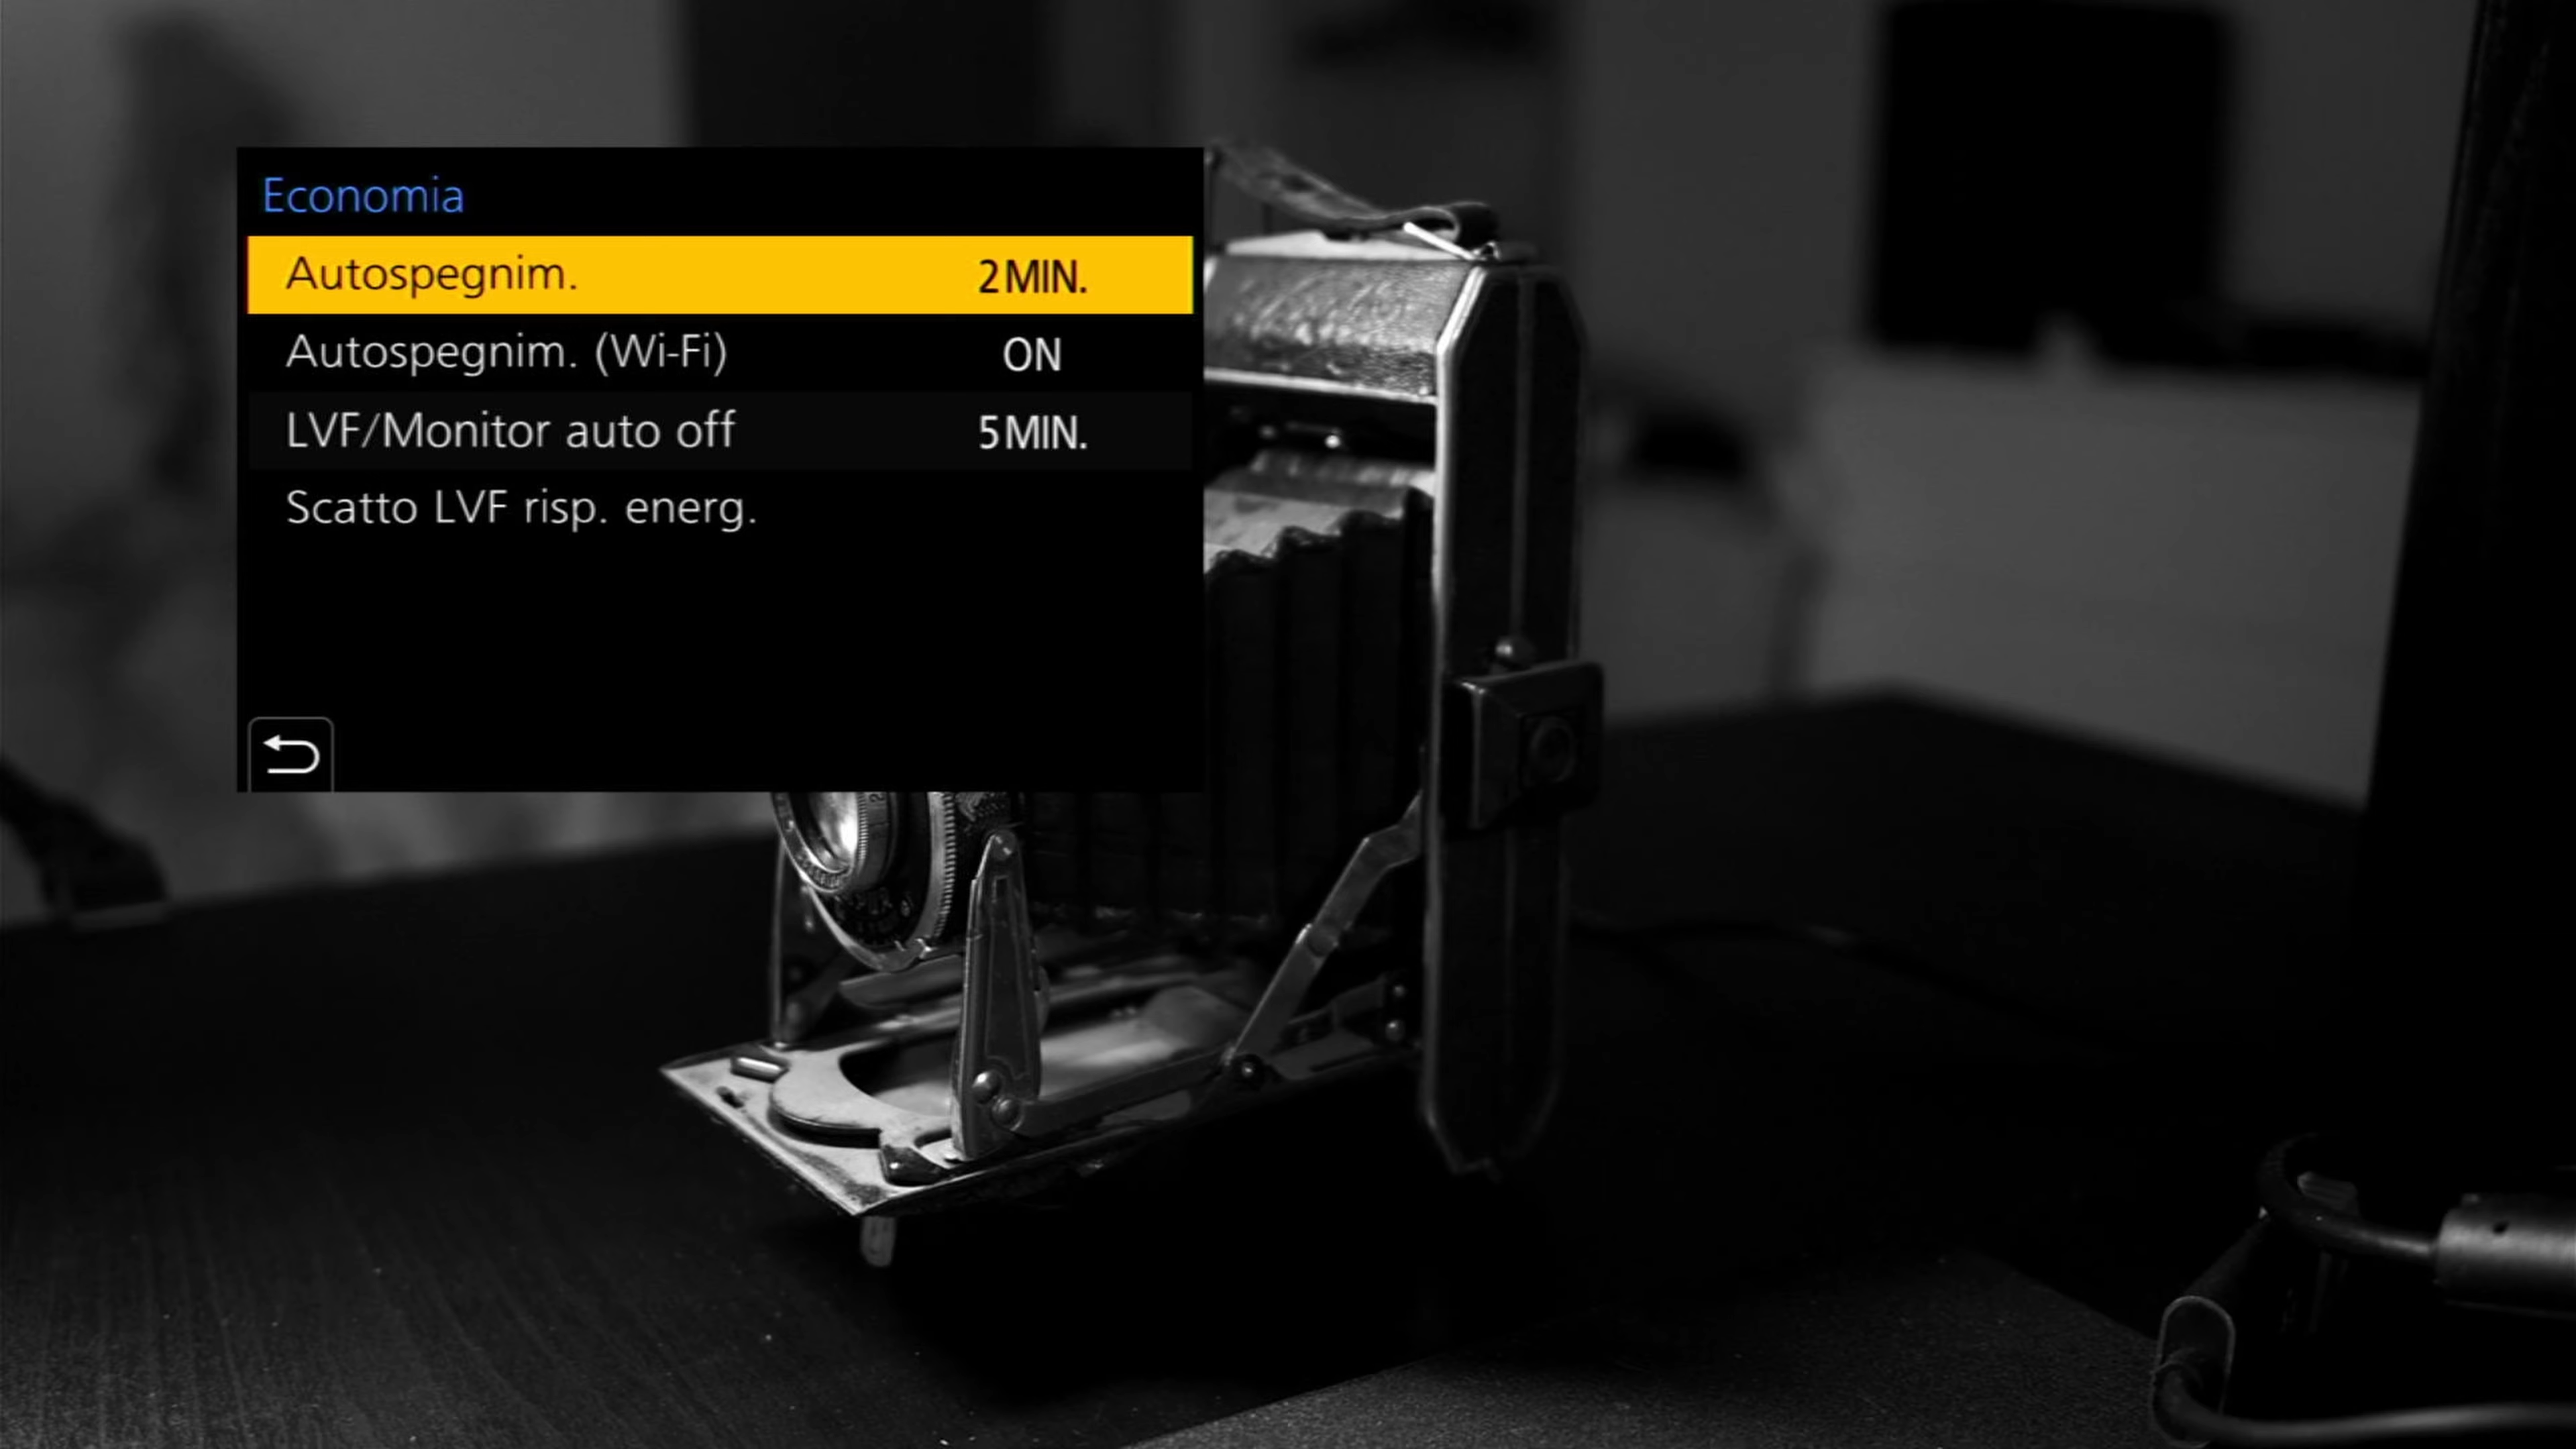 Economia
Autospegnim. 2MIN.
Autospegnim. (Wi-Fi) ON
LVF/Monitor auto off 5MIN.
Scatto LVF risp. energ.